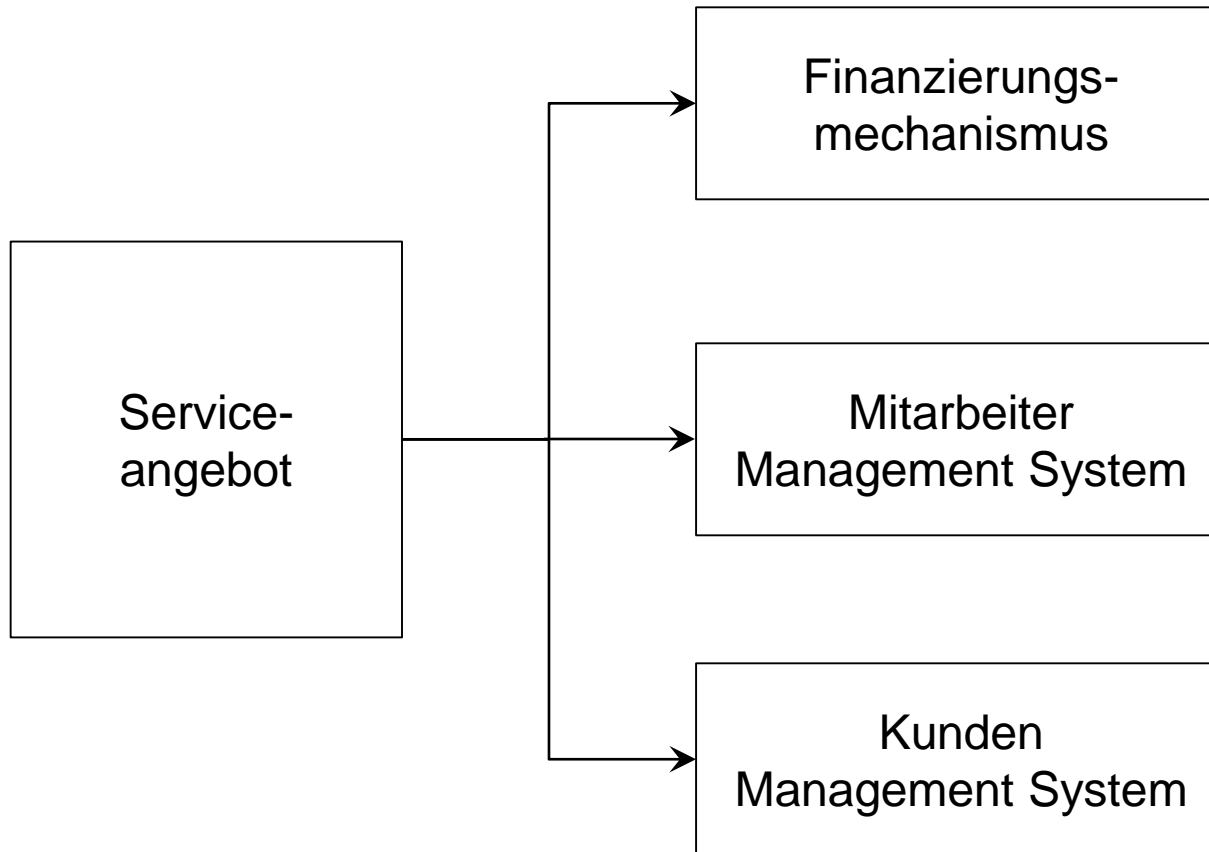 Finanzierungs-
mechanismus
Service-
angebot
Mitarbeiter
Management System
Kunden
Management System